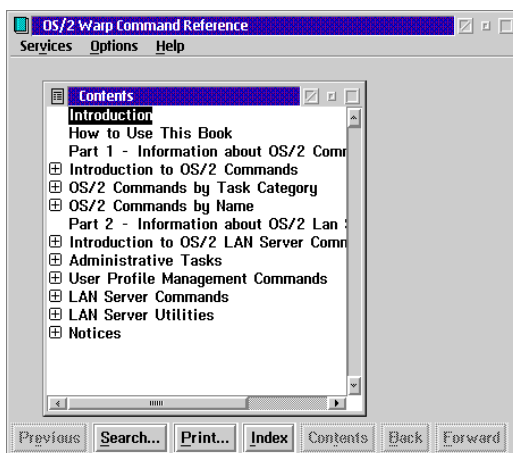 OS/2 Warp Command Reference
Services Options Help
Contents
Introduction
How to Use This Book
Part 1 - Information about OS/2 Comm
Introduction to OS/2 Commands
OS/2 Commands by Task Category
OS/2 Commands by Name
Part 2 - Information about OS/2 Lan
Introduction to OS/2 LAN Server Comm
Administrative Tasks
User Profile Management Commands
LAN Server Commands
LAN Server Utilities
Notices
Previous Search... Print... Index Contents Back Forward